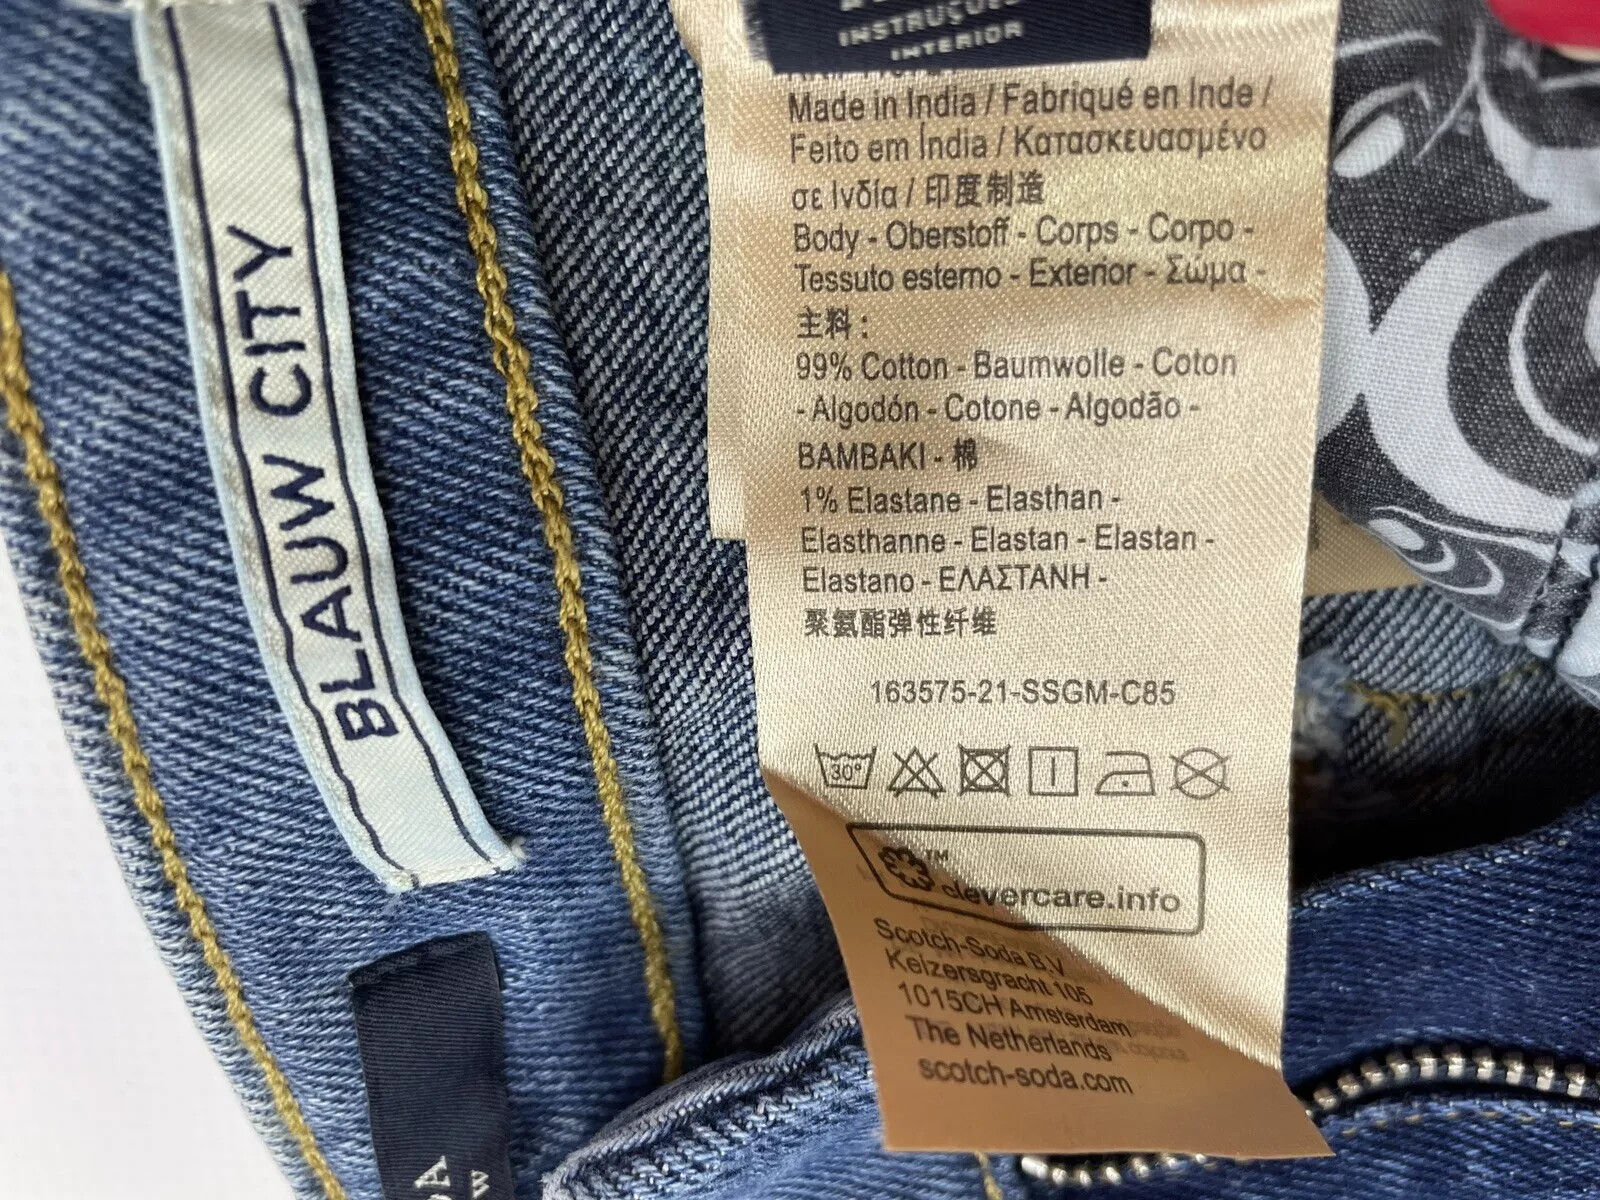 INSTRUÇÕES
INTERIOR
Made in India / Fabriqué en Inde /
Feito em Índia / Κατασκευασμένο
σε Ινδία / 印度制造
Body - Oberstoff - Corps - Corpo -
Tessuto esterno - Exterior - Σώμα -
主料 :
99% Cotton - Baumwolle - Coton
- Algodón - Cotone - Algodão -
BAMBAKI - 棉
1% Elastane - Elasthan -
Elasthanne - Elastan - Elastan -
Elastano - ΕΛΑΣΤΑΝΗ -
聚氨酯弹性纤维
163575-21-SSGM-C85
30°
TM
clevercare.info
Scotch-Soda B.V
Keizersgracht 105
1015CH Amsterdam
The Netherlands
scotch-soda.com
BLAUW CITY